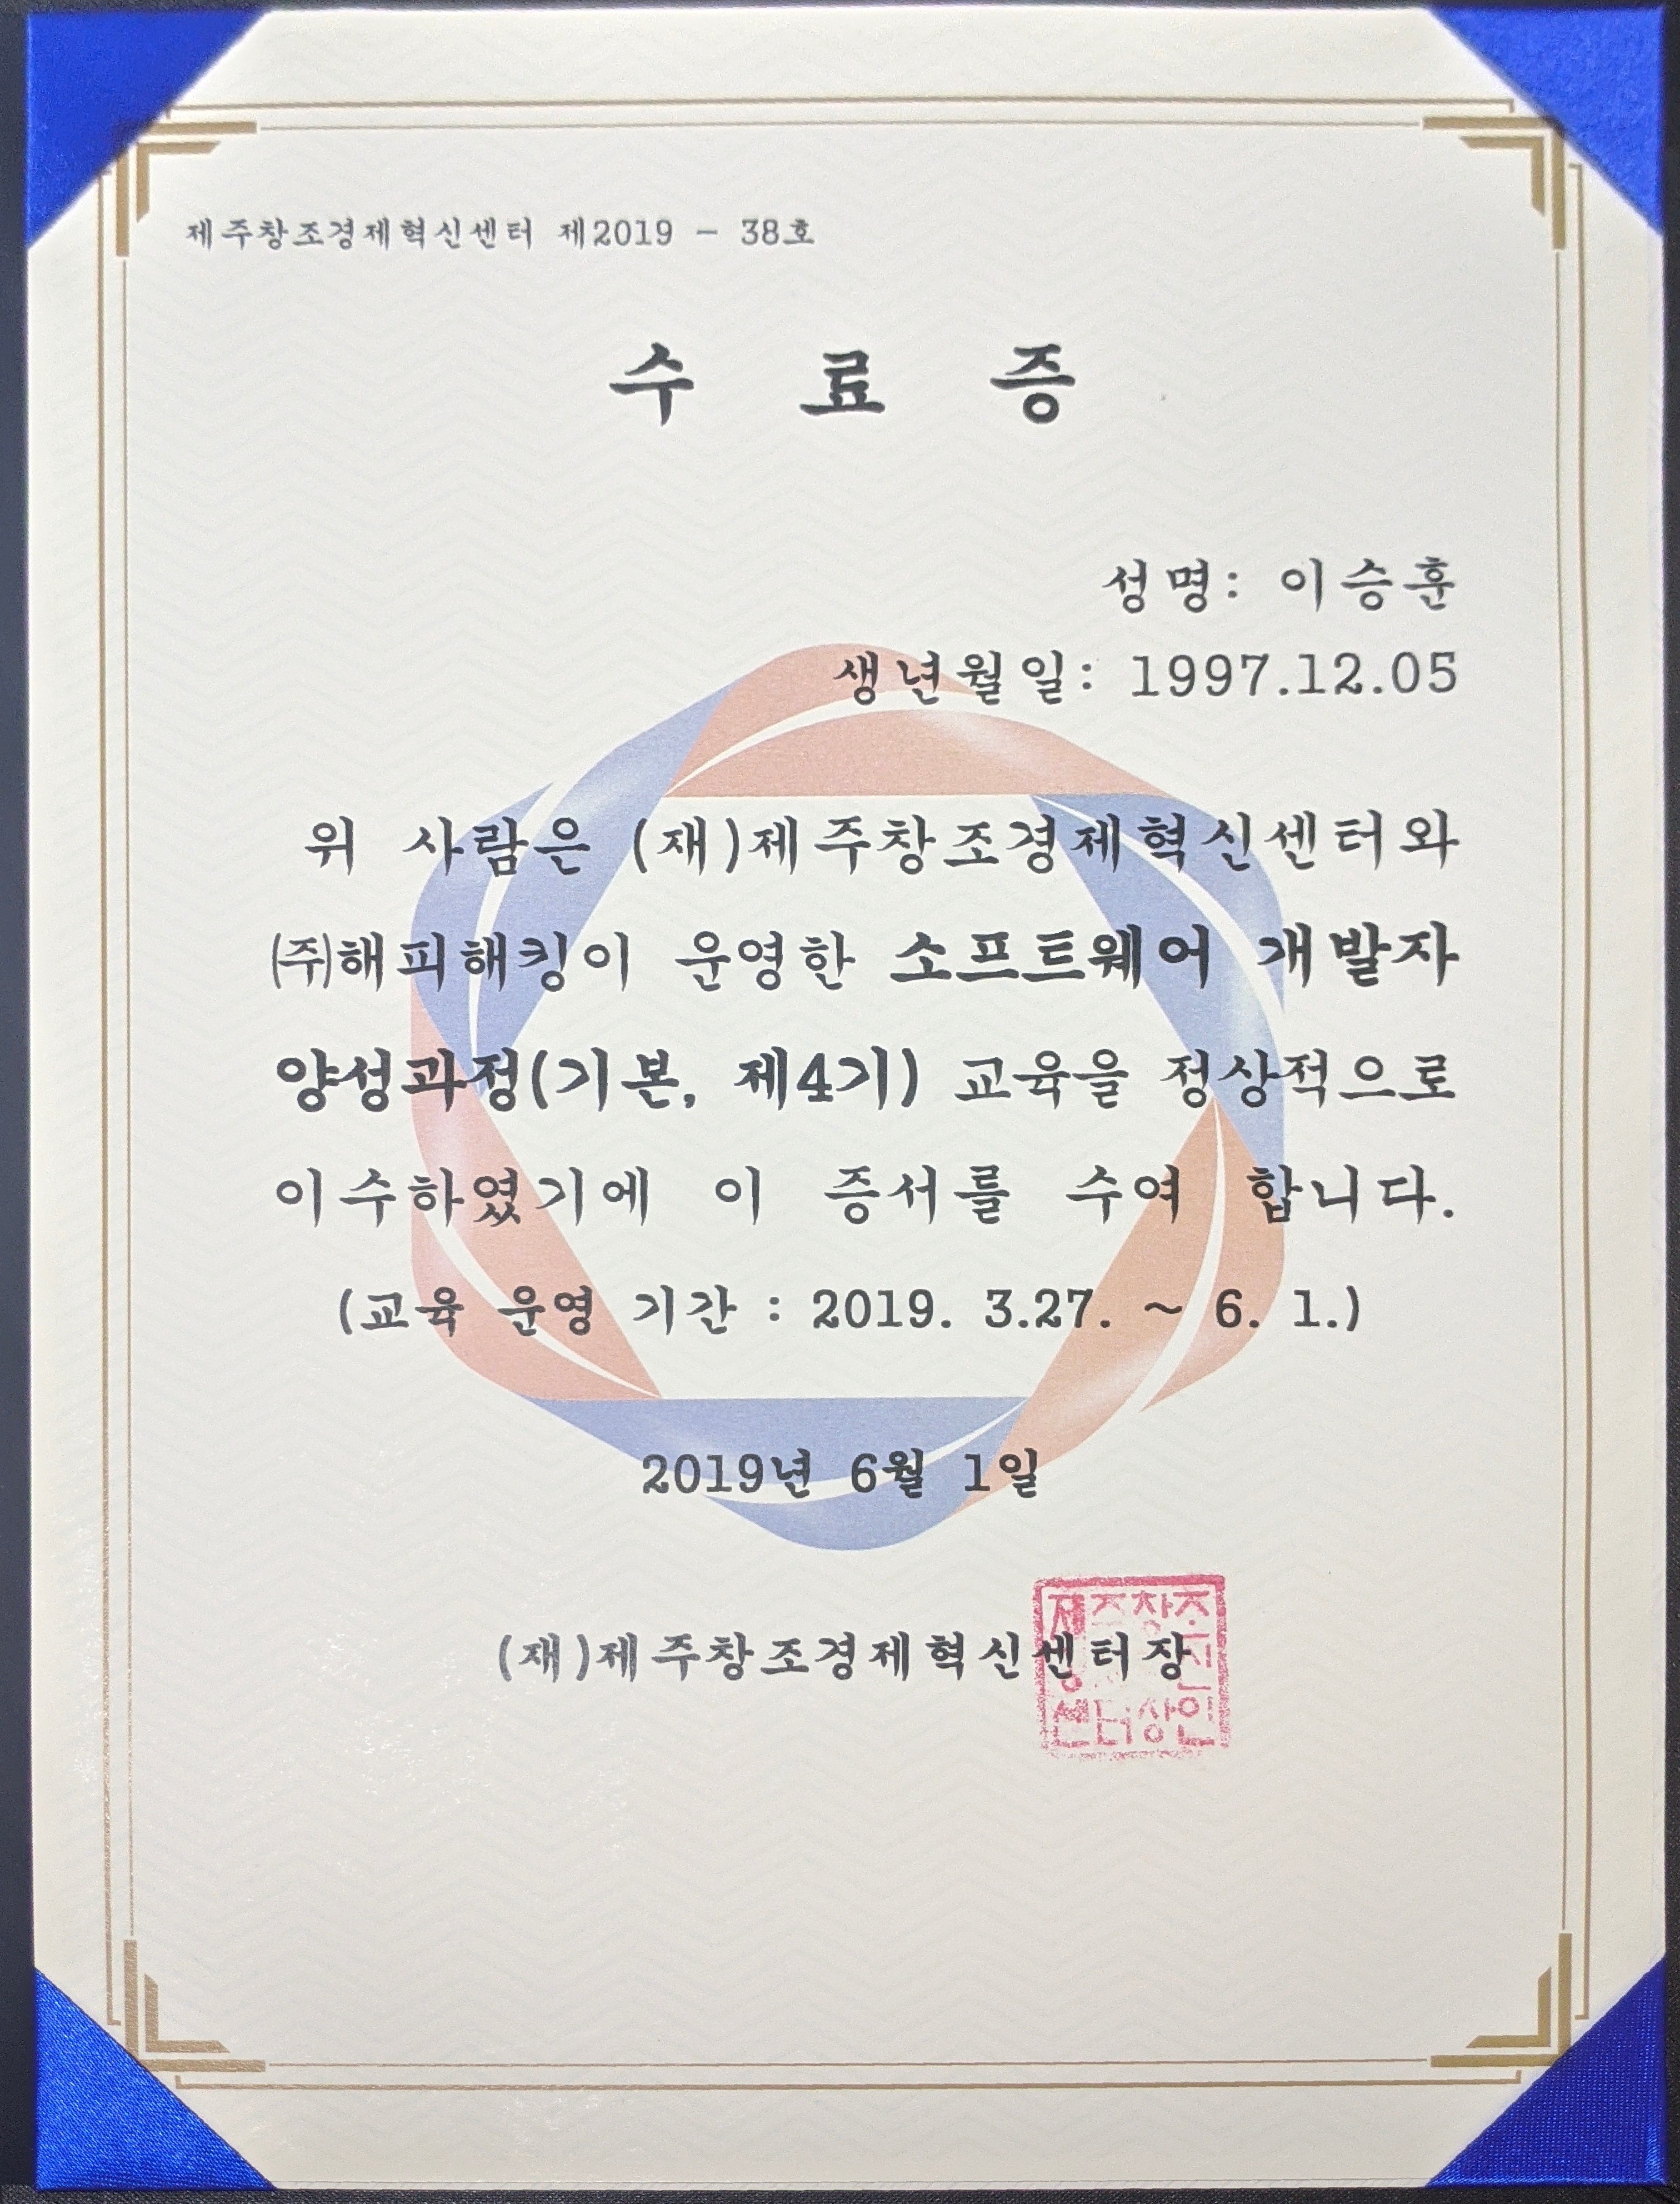 제주창조경제혁신센터 제2019 - 38호
수 료 증
성명: 이승훈
생년월일: 1997.12.05
위 사람은 (재)제주창조경제혁신센터와
㈜해피해킹이 운영한 소프트웨어 개발자
양성과정(기본, 제4기) 교육을 정상적으로
이수하였기에 이 증서를 수여 합니다.
(교육 운영 기간 : 2019. 3.27. ~ 6. 1.)
2019년 6월 1일
(재)제주창조경제혁신센터장
제주창조
센터장인